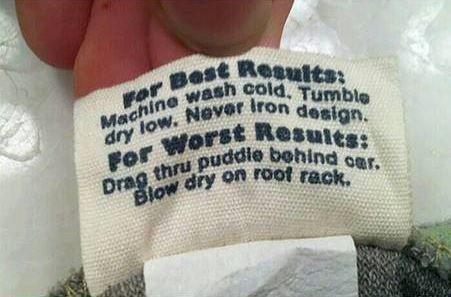 For Best Results:
Machine wash cold. Tumble
dry low. Never iron design.
For Worst Results:
Drag thru puddle behind car.
Blow dry on roof rack.